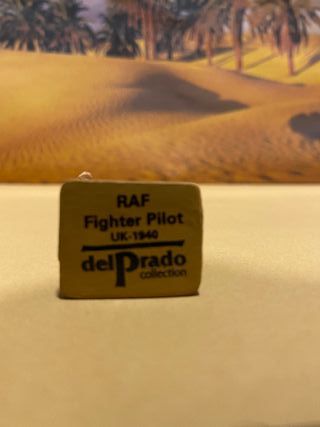 RAF
Fighter Pilot
UK-1940
delPrado
collection